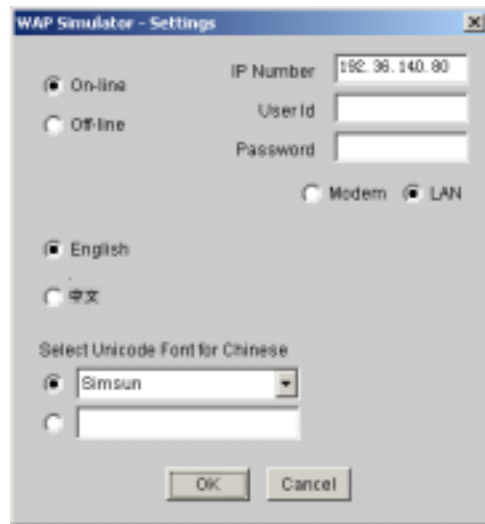 WAP Simulator - Settings
On-line
Off-line
IP Number 192.36.140.80
User Id
Password
Modem LAN
English
中文
Select Unicode Font for Chinese
Simsun
OK Cancel